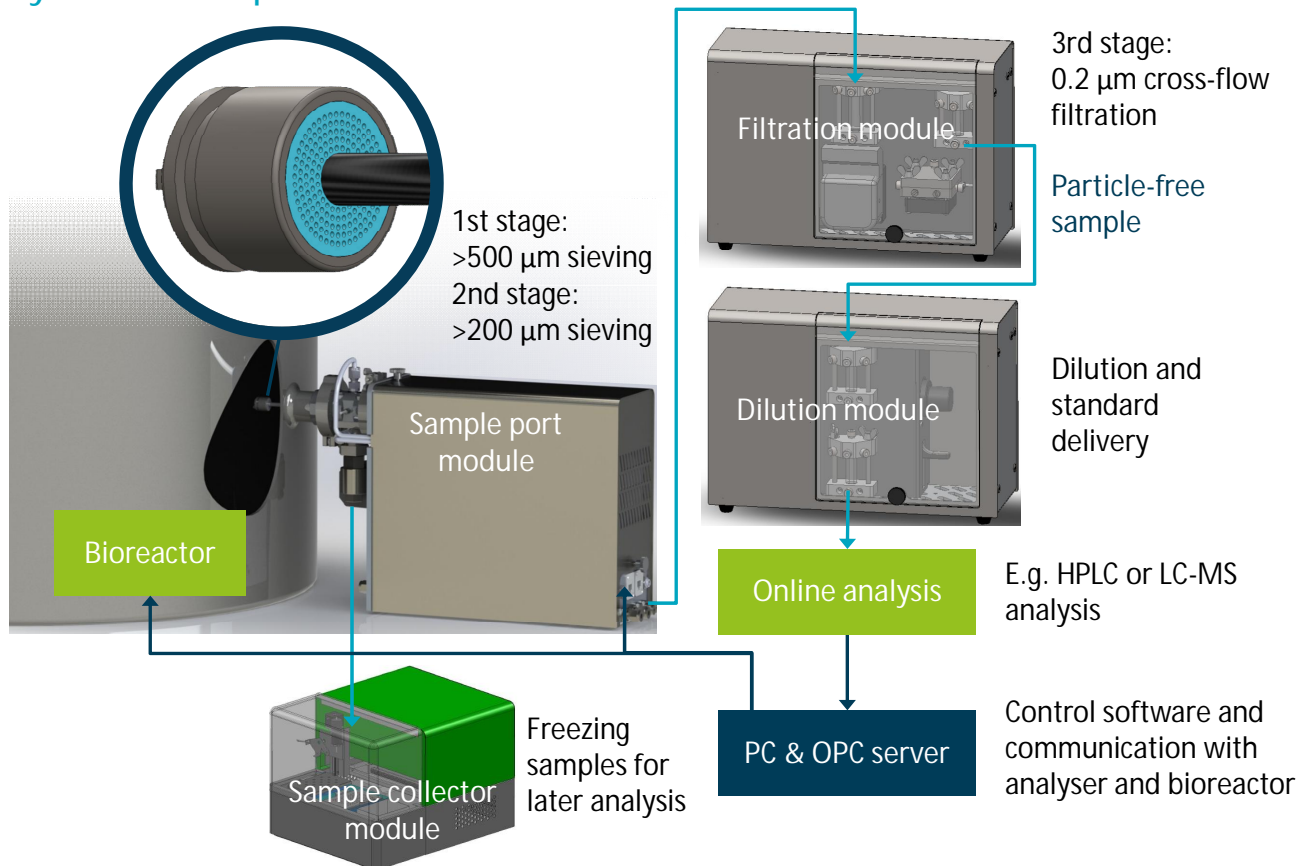 3rd stage:
0.2 µm cross-flow
filtration
Filtration module
Particle-free
sample
1st stage:
>500 µm sieving
2nd stage:
>200 µm sieving
Sample port
module
Dilution module
Dilution and
standard
delivery
Bioreactor
Online analysis
E.g. HPLC or LC-MS
analysis
Freezing
samples for
later analysis
Sample collector
module
PC & OPC server
Control software and
communication with
analyser and bioreactor